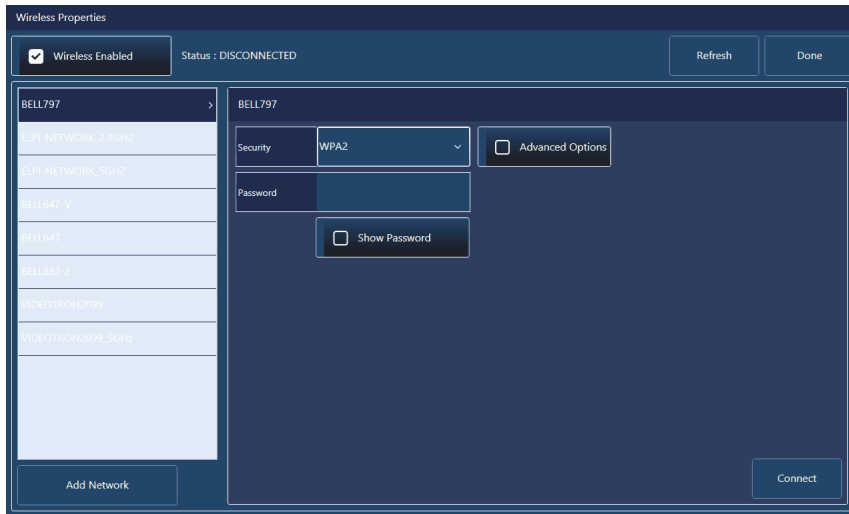 Wireless Properties
Wireless Enabled
Status : DISCONNECTED
Refresh
Done
BELL797
ELPI-NETWORK_2.4GHZ
ELPI-NETWORK_5GHZ
BELL647-V
BELL647
BELL882-2
VIDEOTRON2099
VIDEOTRON2099_5GHz
Add Network
BELL797
Security
WPA2
Advanced Options
Password
Show Password
Connect